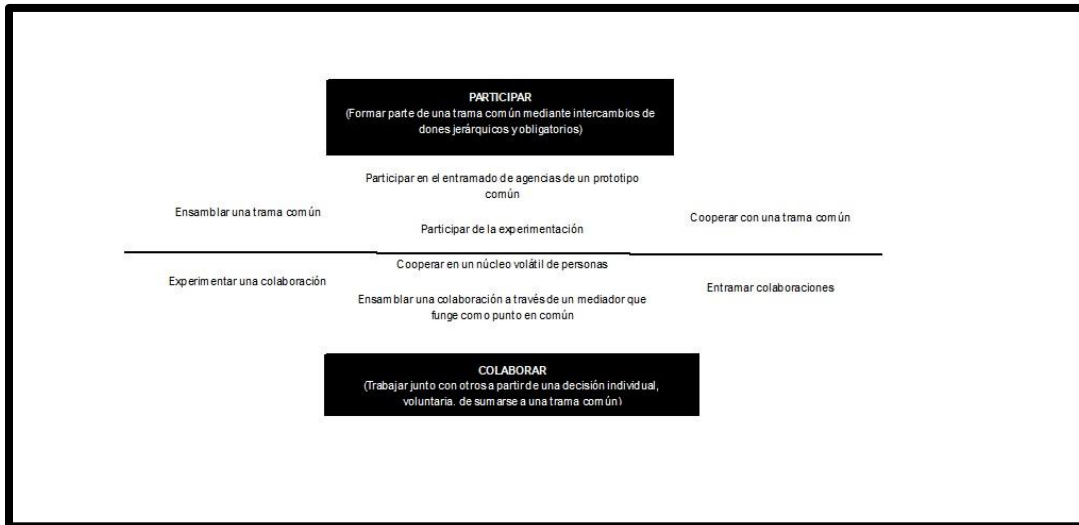 PARTICIPAR
(Formar parte de una trama común mediante intercambios de
dones jerárquicos y obligatorios)
Participar en el entramado de agencias de un prototipo
común
Ensamblar una trama común
Cooperar con una trama común
Participar de la experimentación
Cooperar en un núcleo volátil de personas
Experimentar una colaboración
Entramar colaboraciones
Ensamblar una colaboración a través de un mediador que
funge como punto en común
COLABORAR
(Trabajar junto con otros a partir de una decisión individual,
voluntaria, de sumarse a una trama común)